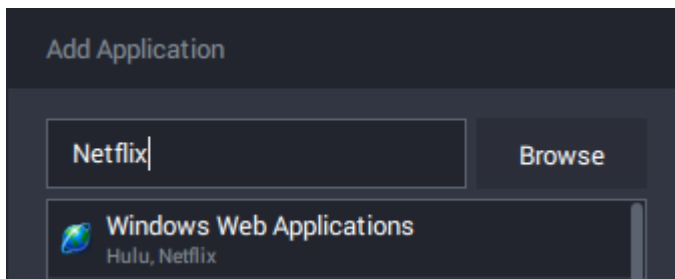 Add Application
Netflix
Browse
Windows Web Applications
Hulu, Netflix